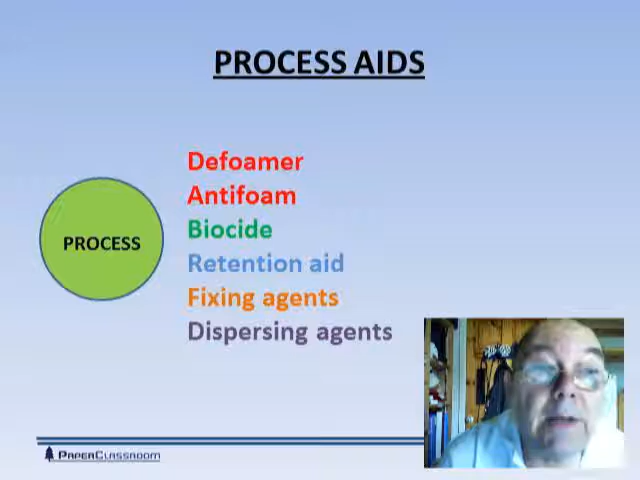 PROCESS AIDS
PROCESS
Defoamer
Antifoam
Biocide
Retention aid
Fixing agents
Dispersing agents
PAPERCLASSROOM